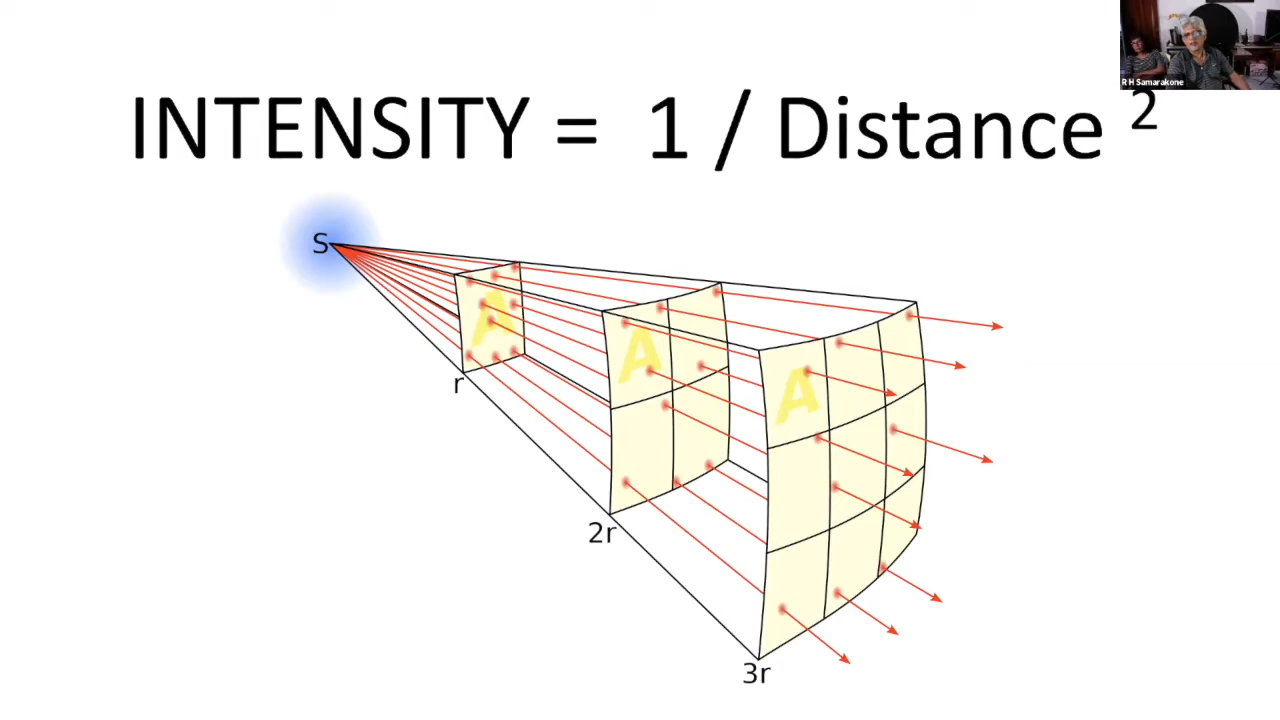 R H Samarakone
INTENSITY = 1 / Distance ²
S
A
A
A
r
2r
3r